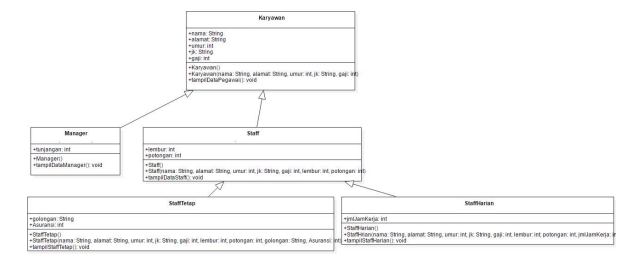 Karyawan
+nama: String
+alamat: String
+umur: int
+jk: String
+gaji: int
+Karyawan()
+Karyawan(nama: String, alamat: String, umur: int, jk: String, gaji: int)
+tampilDataPegawai(): void
Manager
+tunjangan: int
+Manager()
+tampilDataManager(): void
Staff
+lembur: int
+potongan: int
+Staff()
+Staff(nama: String, alamat: String, umur: int, jk: String, gaji: int, lembur: int, potongan: int)
+tampilDataStaff(): void
StaffTetap
+golongan: String
+Asuransi: int
+StaffTetap()
+StaffTetap(nama: String, alamat: String, umur: int, jk: String, gaji: int, lembur: int, potongan: int, golongan: String, Asuransi: int)
+tampilStaffTetap(): void
StaffHarian
+jmlJamKerja: int
+StaffHarian()
+StaffHrian(nama: String, alamat: String, umur: int, jk: String, gaji: int, lembur: int, potongan: int, jmlJamKerja: in
+tampilStaffHarian(): void